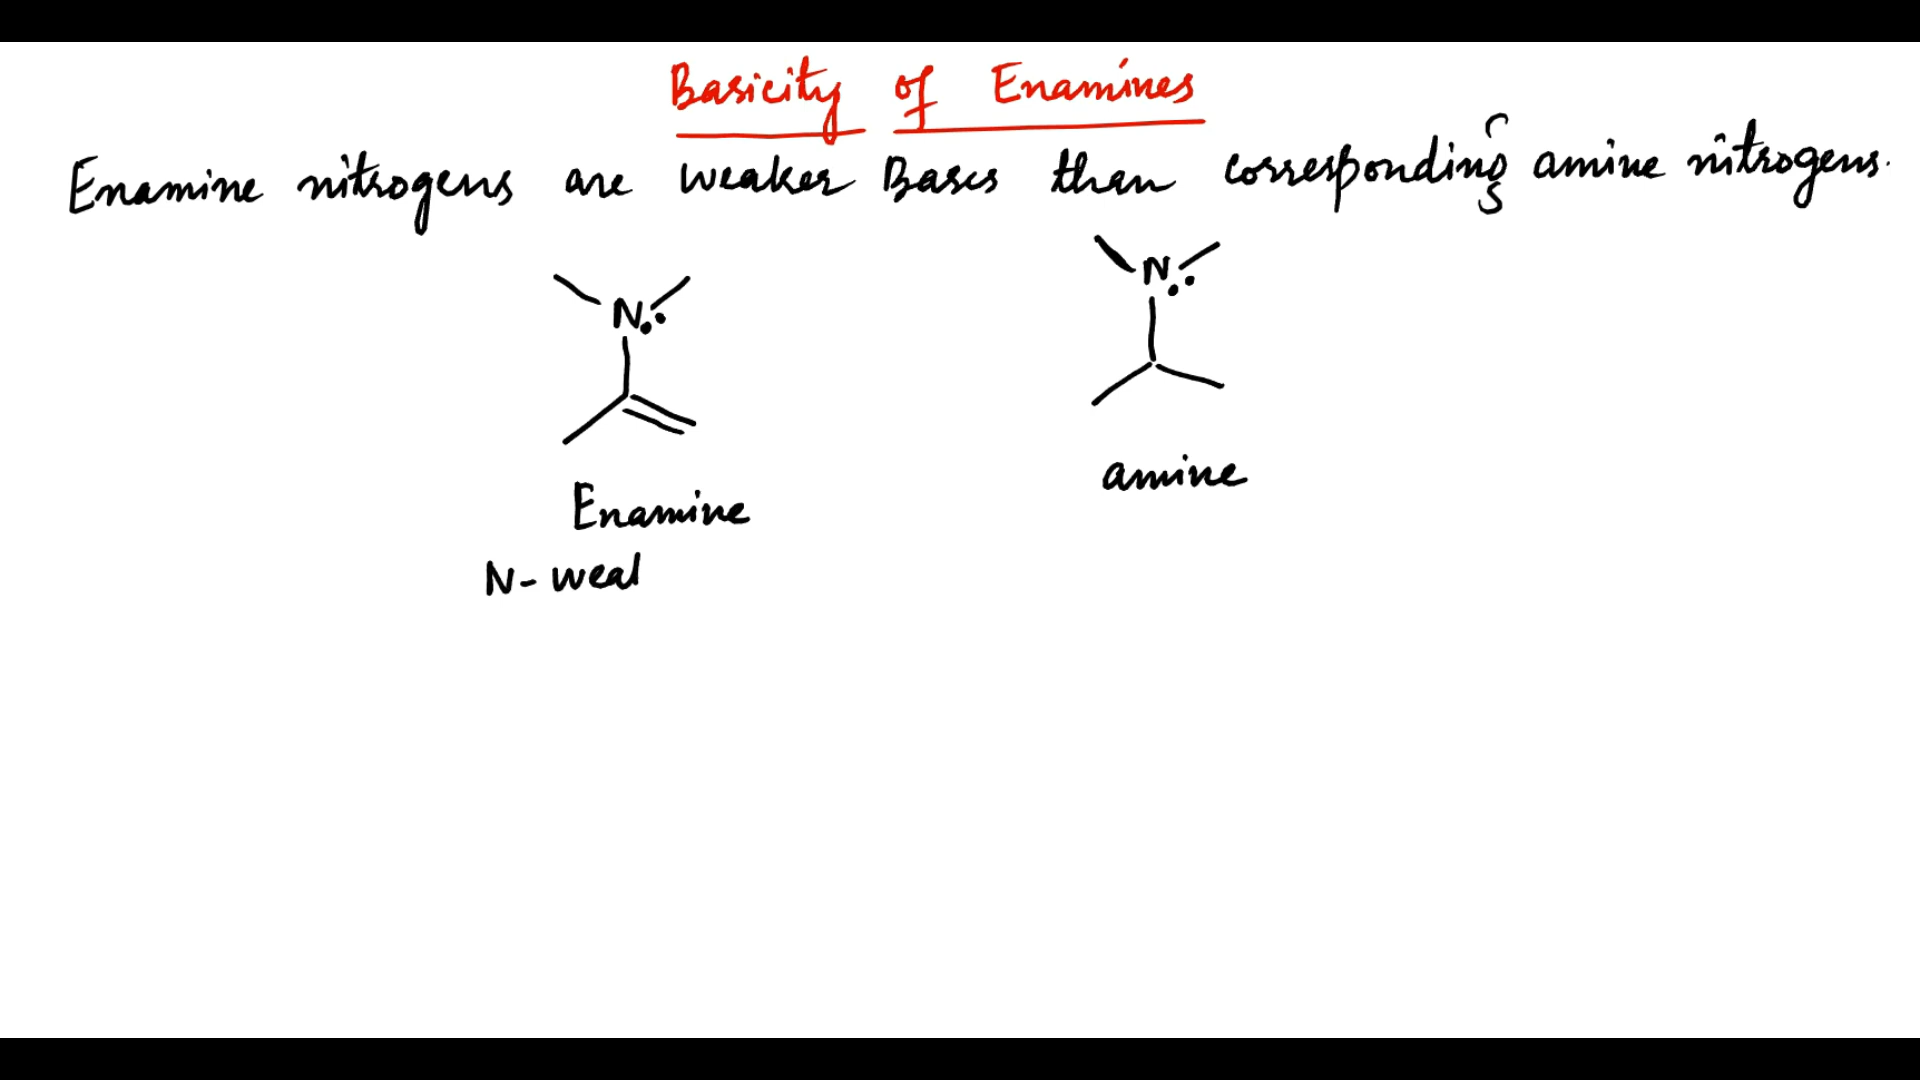 Basicity of Enamines
Enamine nitrogens are weaker Bases than corresponding amine nitrogens.
N
N
Enamine
amine
N- weal